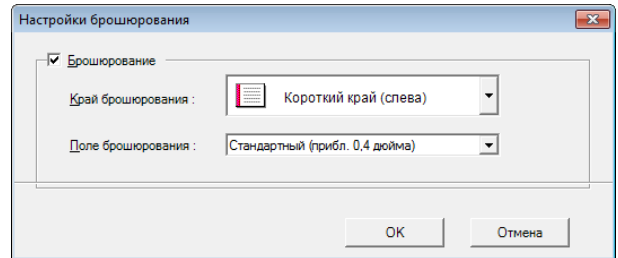 Настройки брошюрования
Брошюрование
Край брошюрования :
Короткий край (слева)
Поле брошюрования :
Стандартный (прибл. 0,4 дюйма)
OK
Отмена